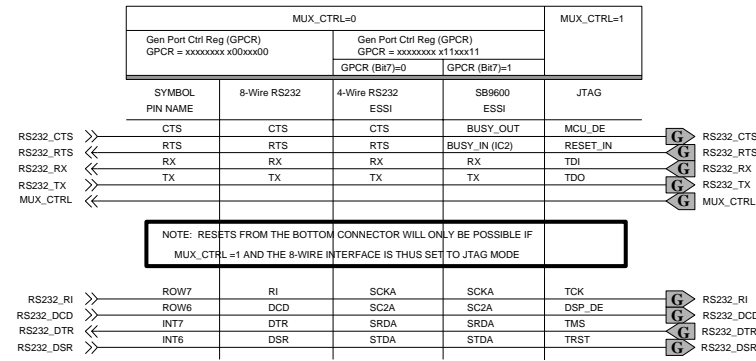 MUX_CTRL=0 MUX_CTRL=1
Gen Port Ctrl Reg (GPCR) Gen Port Ctrl Reg (GPCR)
GPCR = xxxxxxxx x00xxx00 GPCR = xxxxxxxx x11xxx11
GPCR (Bit7)=0 GPCR (Bit7)=1
SYMBOL 8-Wire RS232 4-Wire RS232 SB9600 JTAG
PIN NAME ESSI ESSI
RS232_CTS CTS CTS CTS BUSY_OUT MCU_DE G RS232_CTS
RS232_RTS RTS RTS RTS BUSY_IN (IC2) RESET_IN G RS232_RTS
RS232_RX RX RX RX RX TDI G RS232_RX
RS232_TX TX TX TX TX TDO G RS232_TX
MUX_CTRL G MUX_CTRL
NOTE: RESETS FROM THE BOTTOM CONNECTOR WILL ONLY BE POSSIBLE IF
MUX_CTRL =1 AND THE 8-WIRE INTERFACE IS THUS SET TO JTAG MODE
RS232_RI ROW7 RI SCKA SCKA TCK G RS232_RI
RS232_DCD ROW6 DCD SC2A SC2A DSP_DE G RS232_DCD
RS232_DTR INT7 DTR SRDA SRDA TMS G RS232_DTR
RS232_DSR INT6 DSR STDA STDA TRST G RS232_DSR